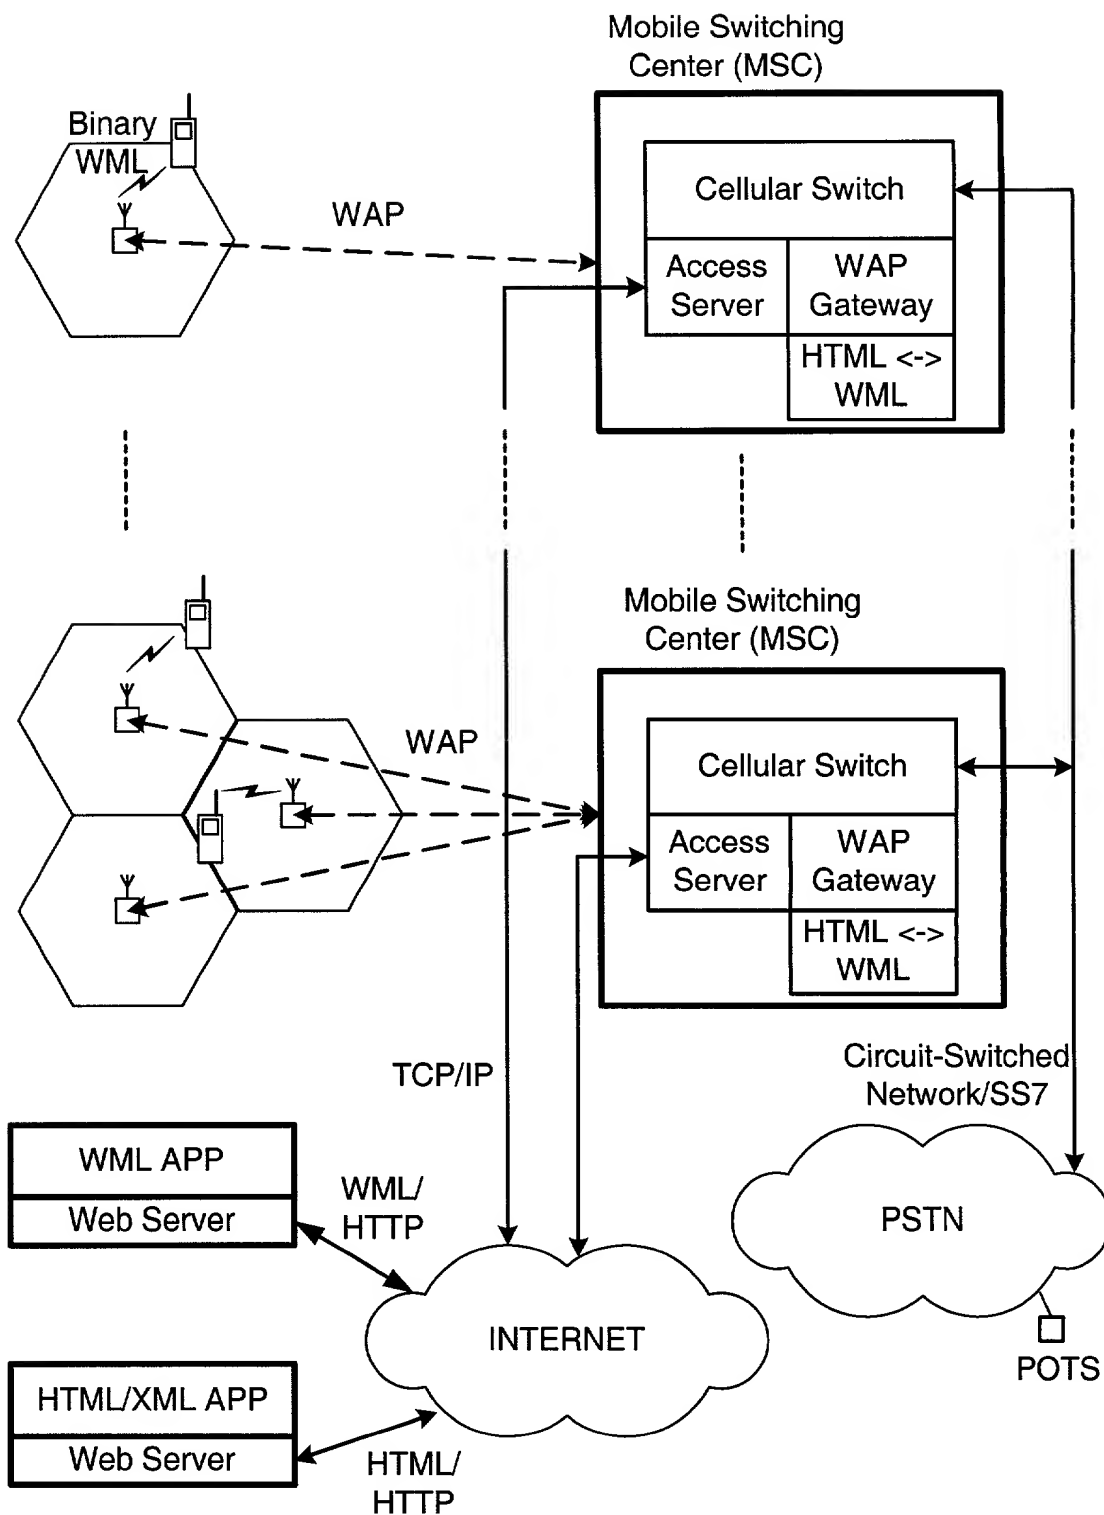 Mobile Switching
Center (MSC)
Binary
WML
WAP
Cellular Switch
Access
Server
WAP
Gateway
HTML <->
WML
Mobile Switching
Center (MSC)
WAP
Cellular Switch
Access
Server
WAP
Gateway
HTML <->
WML
TCP/IP
Circuit-Switched
Network/SS7
WML APP
Web Server
WML/
HTTP
PSTN
INTERNET
POTS
HTML/XML APP
Web Server
HTML/
HTTP